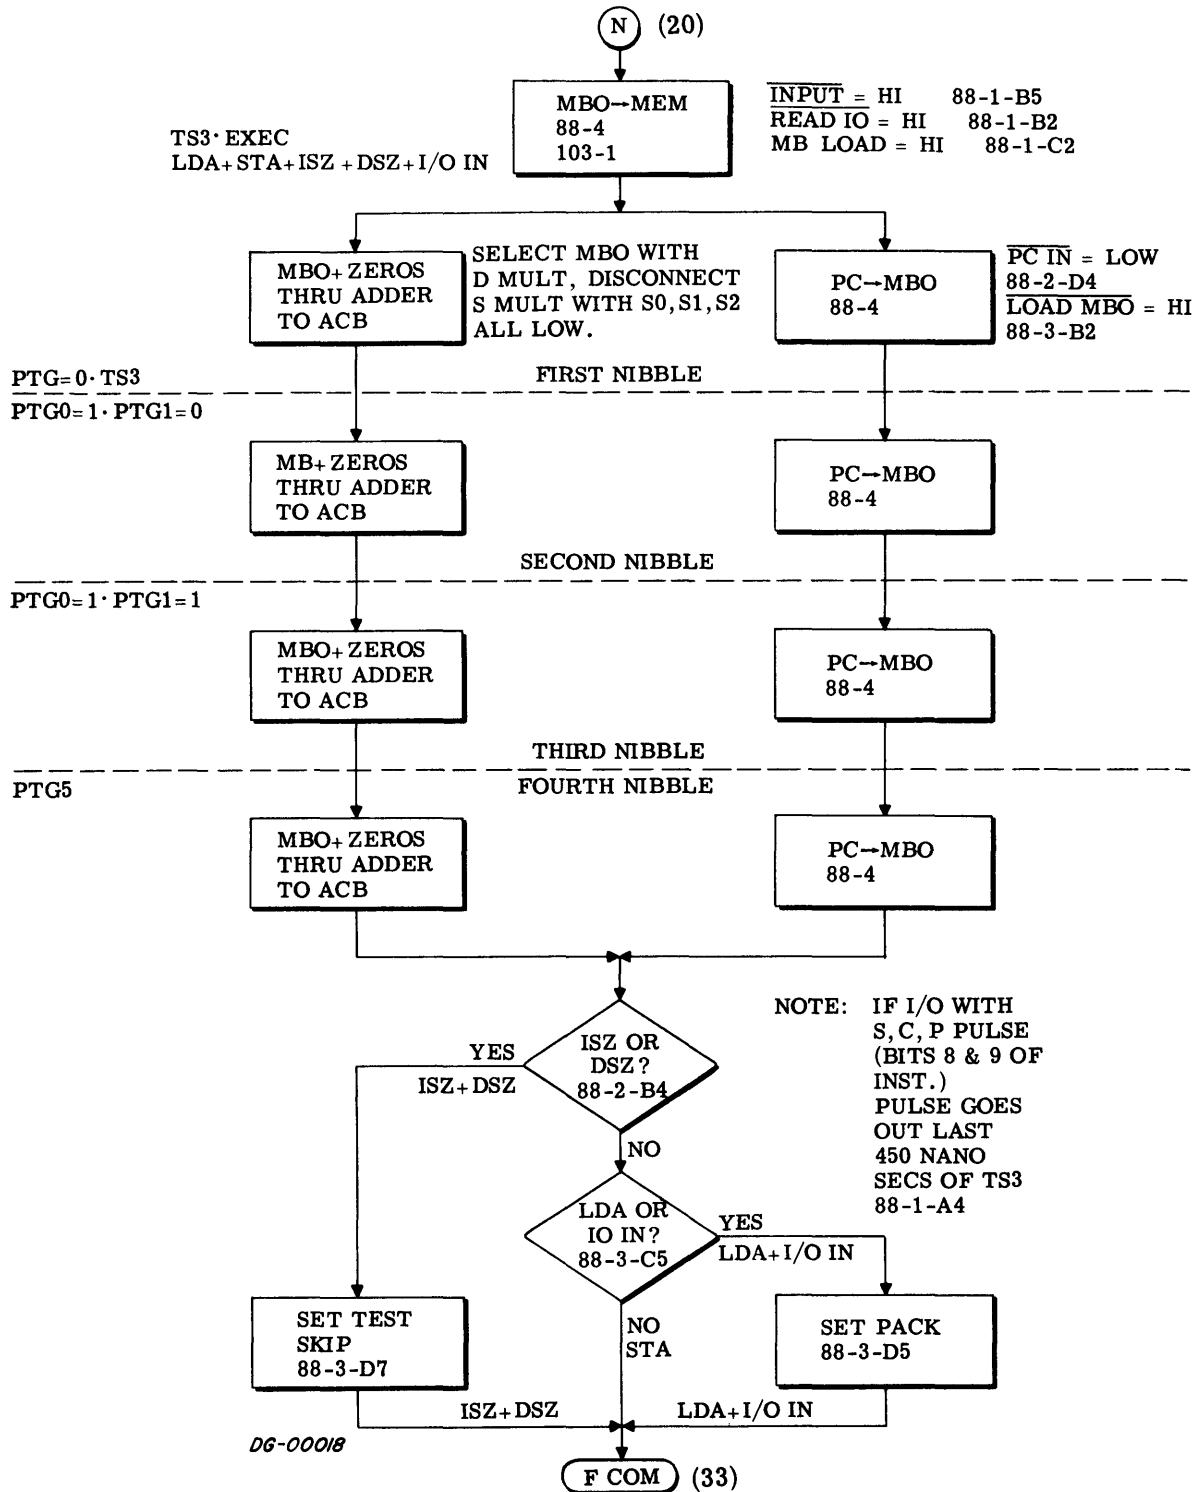 N (20)
MBO→MEM
88-4
103-1
INPUT = HI 88-1-B5
READ IO = HI 88-1-B2
MB LOAD = HI 88-1-C2
TS3· EXEC
LDA+STA+ISZ+DSZ+I/O IN
MBO+ZEROS
THRU ADDER
TO ACB
SELECT MBO WITH
D MULT, DISCONNECT
S MULT WITH S0, S1, S2
ALL LOW.
PC→MBO
88-4
PC IN = LOW
88-2-D4
LOAD MBO = HI
88-3-B2
PTG=0· TS3
FIRST NIBBLE
PTG0=1· PTG1=0
MB+ZEROS
THRU ADDER
TO ACB
PC→MBO
88-4
SECOND NIBBLE
PTG0=1· PTG1=1
MBO+ZEROS
THRU ADDER
TO ACB
PC→MBO
88-4
THIRD NIBBLE
PTG5
FOURTH NIBBLE
MBO+ZEROS
THRU ADDER
TO ACB
PC→MBO
88-4
ISZ OR
DSZ?
88-2-B4
YES
ISZ+DSZ
NO
NOTE: IF I/O WITH
S, C, P PULSE
(BITS 8 & 9 OF
INST.)
PULSE GOES
OUT LAST
450 NANO
SECS OF TS3
88-1-A4
LDA OR
IO IN?
88-3-C5
YES
LDA+I/O IN
NO
STA
SET TEST
SKIP
88-3-D7
SET PACK
88-3-D5
ISZ+DSZ
LDA+I/O IN
DG-00018
F COM (33)